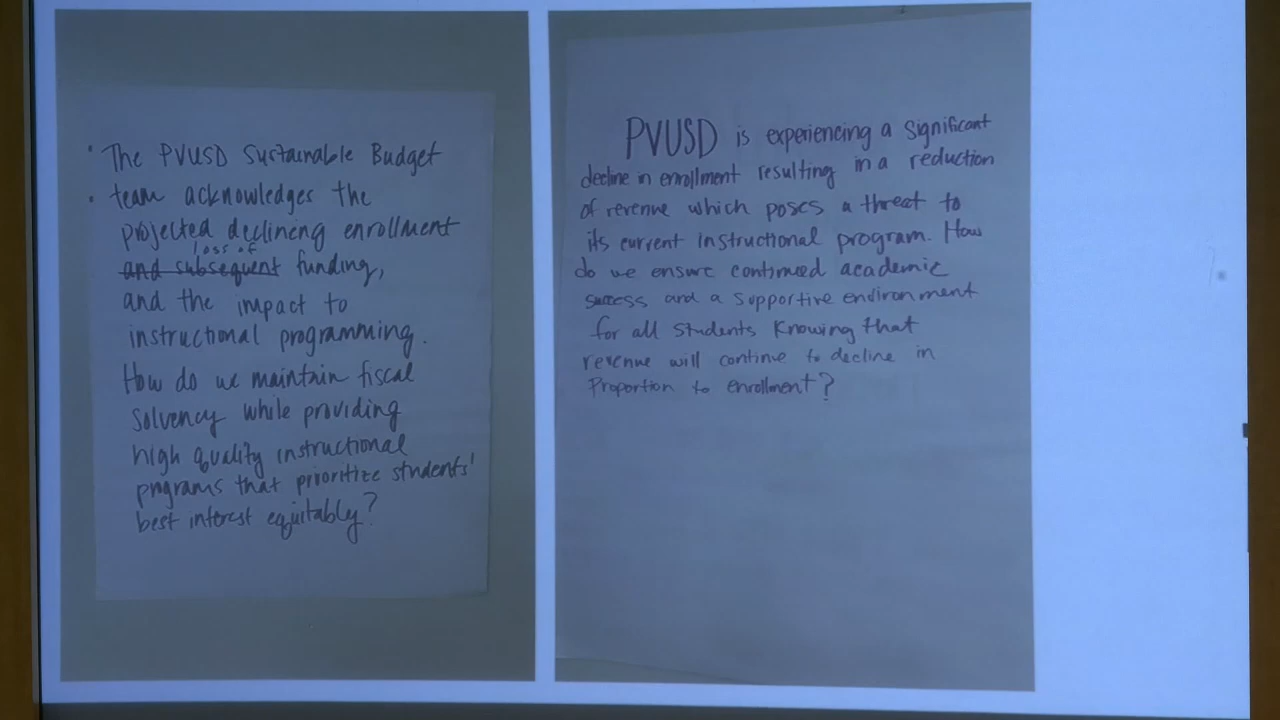 • The PVUSD Sustainable Budget
• team acknowledges the
projected declining enrollment
loss of
and subsequent funding,
and the impact to
instructional programming.
How do we maintain fiscal
solvency while providing
high quality instructional
programs that prioritize students'
best interest equitably?
PVUSD is experiencing a significant
decline in enrollment resulting in a reduction
of revenue which poses a threat to
its current instructional program. How
do we ensure continued academic
success and a supportive environment
for all students knowing that
revenue will continue to decline in
Proportion to enrollment?